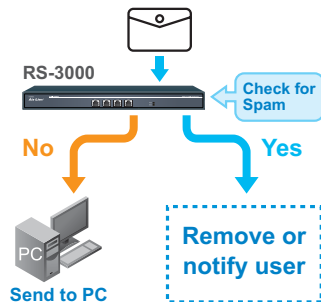 RS-3000
Check for
Spam
No
Yes
PC
Remove or
notify user
Send to PC